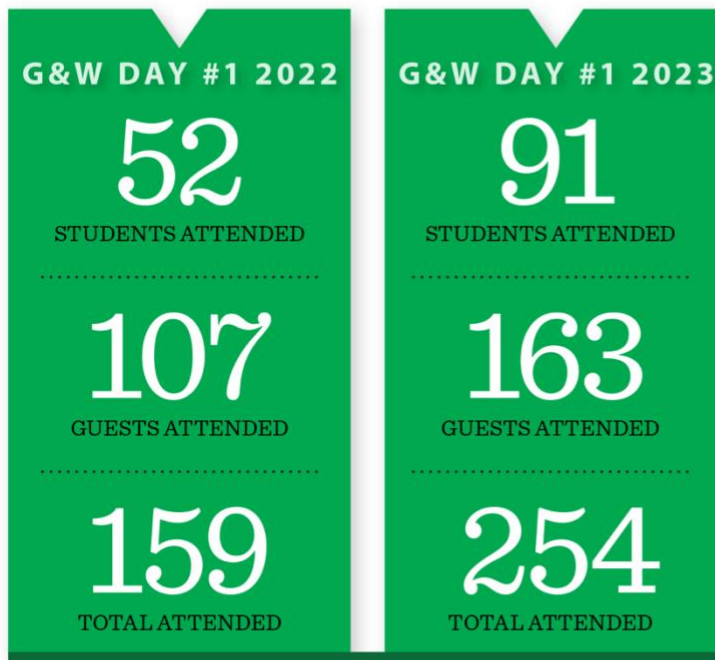 G&W DAY #1 2022
52
STUDENTS ATTENDED
107
GUESTS ATTENDED
159
TOTAL ATTENDED
G&W DAY #1 2023
91
STUDENTS ATTENDED
163
GUESTS ATTENDED
254
TOTAL ATTENDED